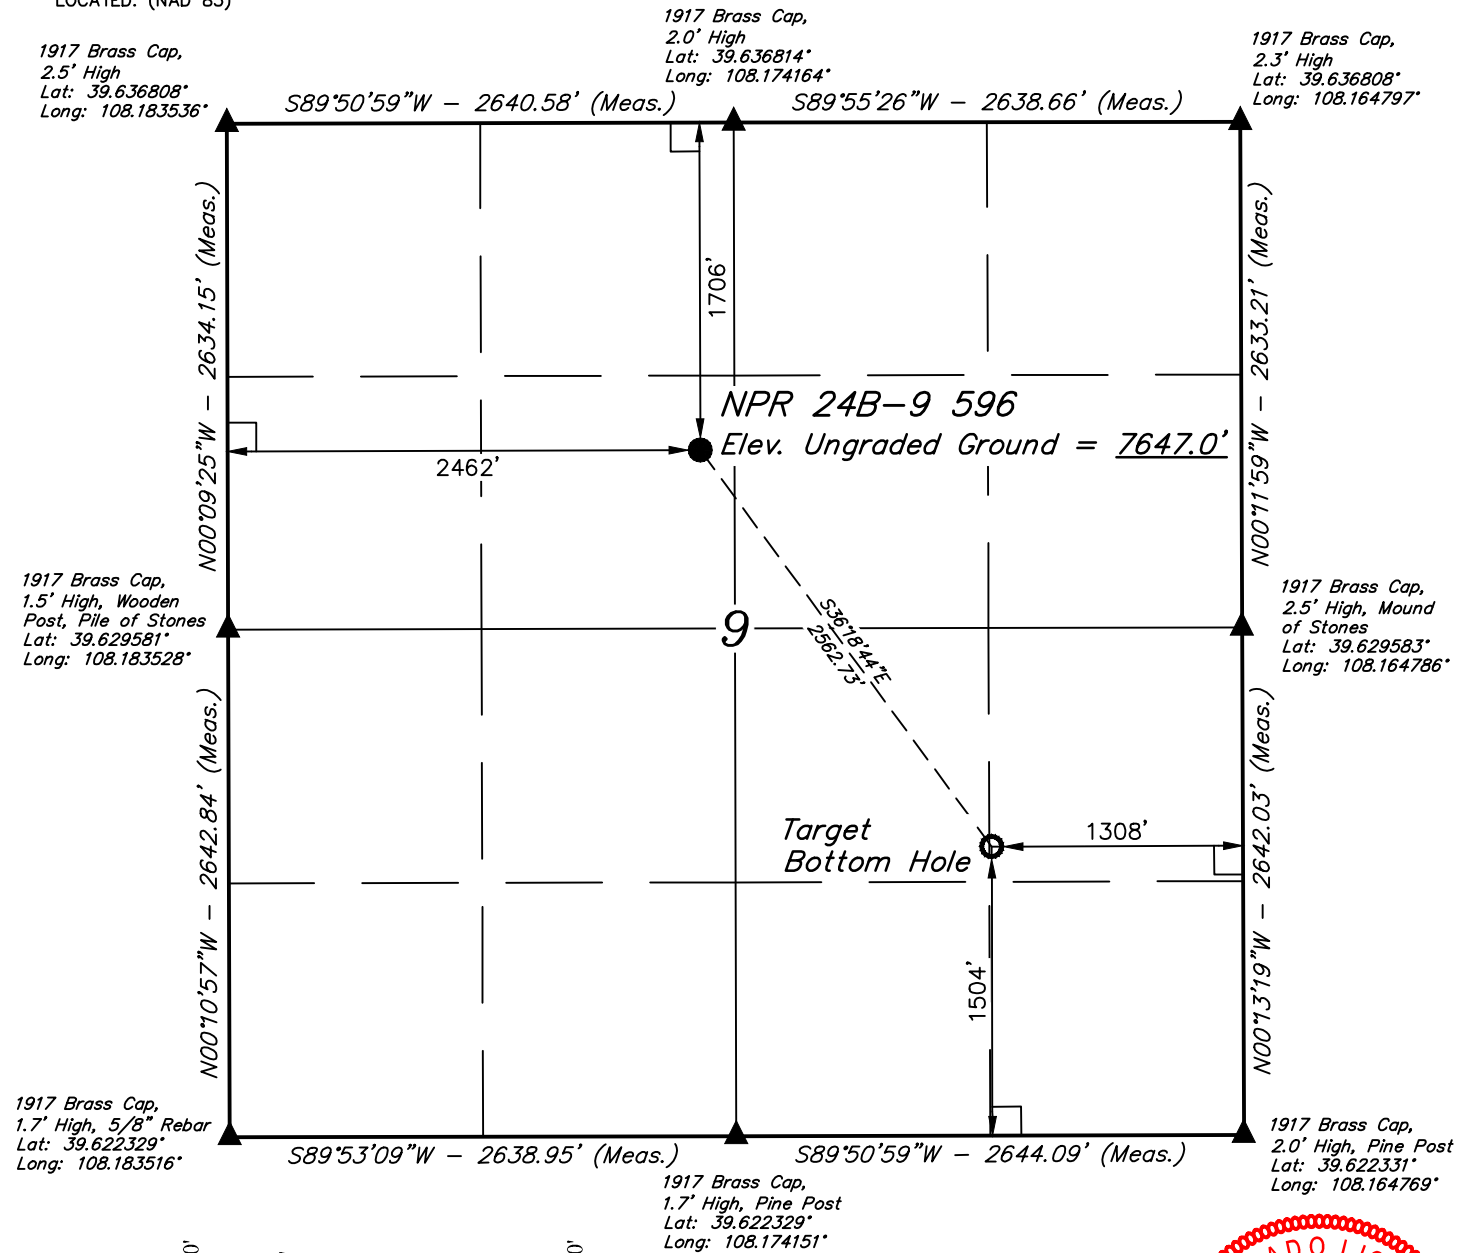 LOCATED: (NAD 83)
1917 Brass Cap,
2.5' High
Lat: 39.636808°
Long: 108.183536°
1917 Brass Cap,
2.0' High
Lat: 39.636814°
Long: 108.174164°
1917 Brass Cap,
2.3' High
Lat: 39.636808°
Long: 108.164797°
S89°50'59"W - 2640.58' (Meas.)
S89°55'26"W - 2638.66' (Meas.)
N00°09'25"W - 2634.15' (Meas.)
1706'
N00°11'59"W - 2633.21' (Meas.)
NPR 24B-9 596
Elev. Ungraded Ground = 7647.0'
2462'
1917 Brass Cap,
1.5' High, Wooden
Post, Pile of Stones
Lat: 39.629581°
Long: 108.183528°
9
S36°18'44"E
2562.73'
1917 Brass Cap,
2.5' High, Mound
of Stones
Lat: 39.629583°
Long: 108.164786°
N00°10'57"W - 2642.84' (Meas.)
Target
Bottom Hole
1308'
1504'
N00°13'19"W - 2642.03' (Meas.)
1917 Brass Cap,
1.7' High, 5/8" Rebar
Lat: 39.622329°
Long: 108.183516°
S89°53'09"W - 2638.95' (Meas.)
S89°50'59"W - 2644.09' (Meas.)
1917 Brass Cap,
1.7' High, Pine Post
Lat: 39.622329°
Long: 108.174151°
1917 Brass Cap,
2.0' High, Pine Post
Lat: 39.622331°
Long: 108.164769°